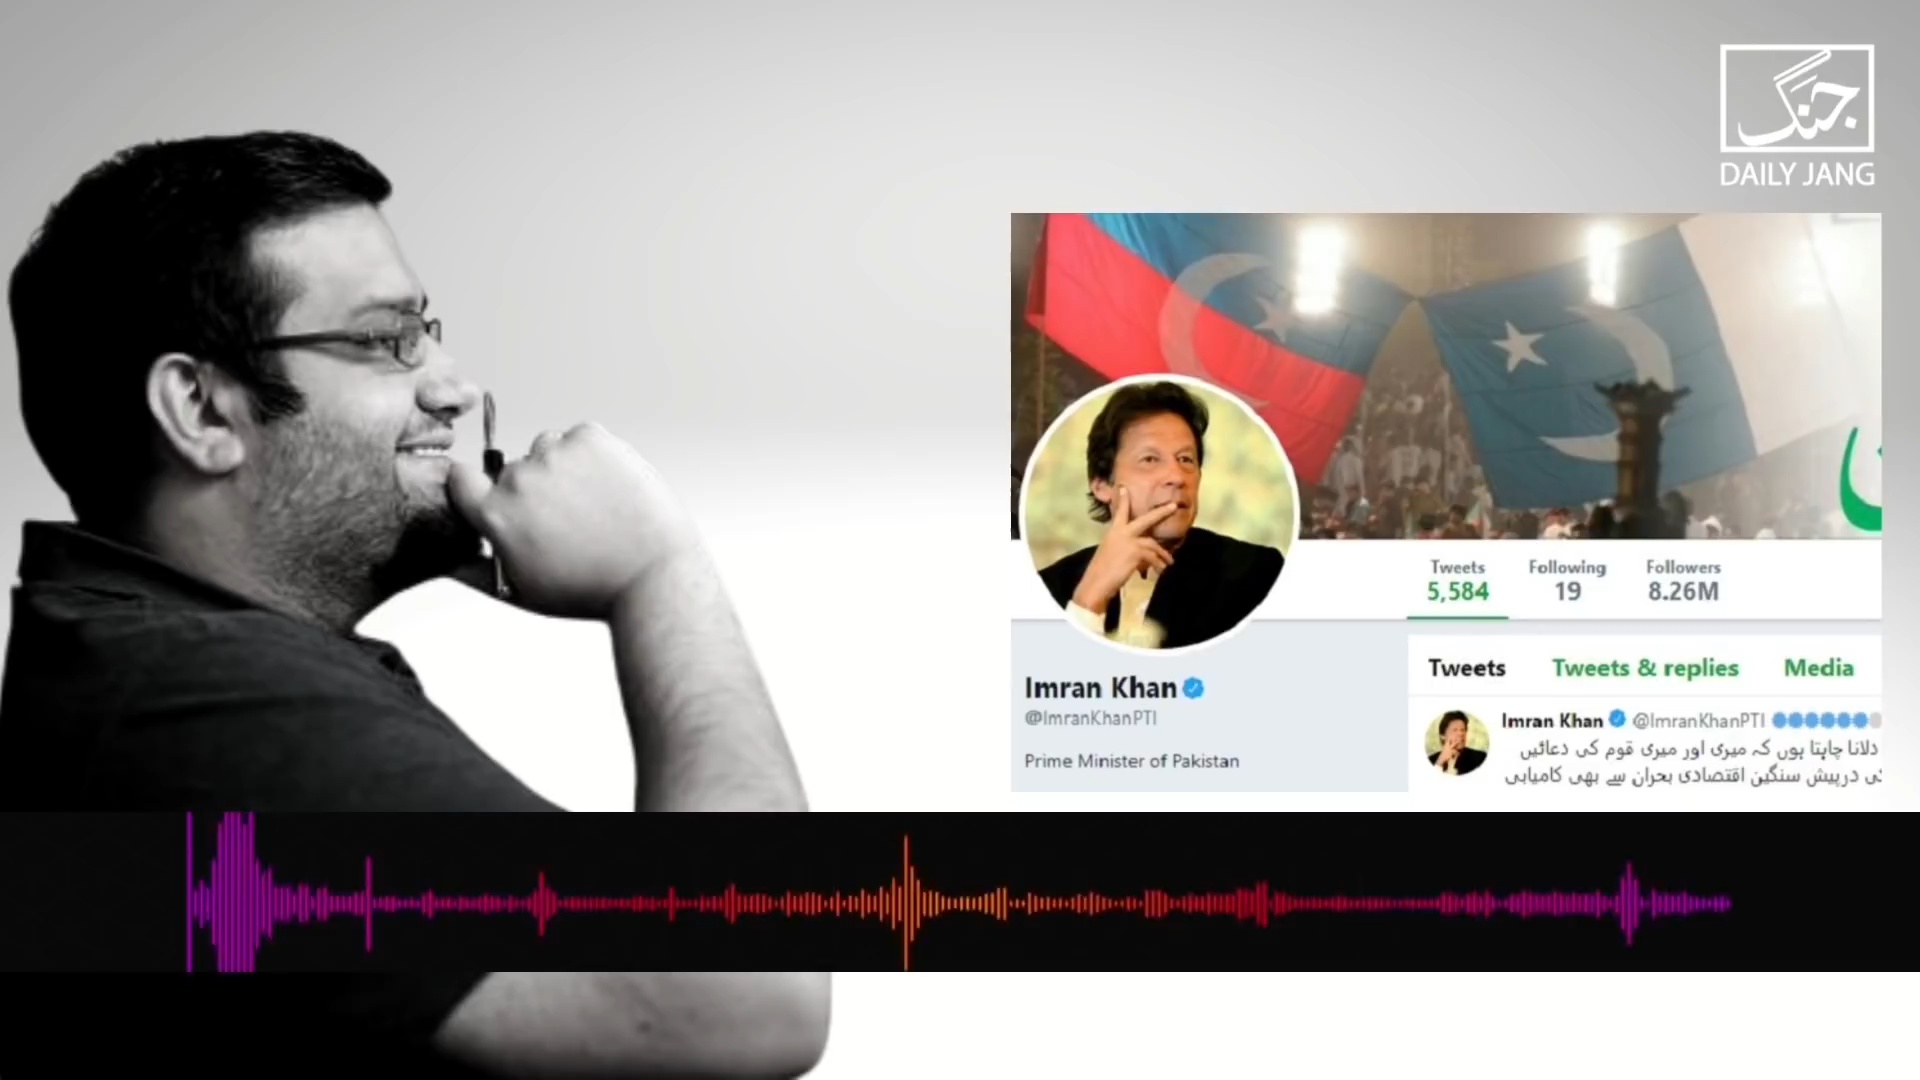 جنگ
DAILY JANG
Tweets Following Followers
5,584 19 8.26M
Imran Khan
@ImranKhanPTI
Prime Minister of Pakistan
Tweets Tweets & replies Media
Imran Khan @ImranKhanPTI
دلانا چاہتا ہوں کہ میری اور میری قوم کی دعائیں
کی درپیش سنگین اقتصادی بحران سے بھی کامیابی